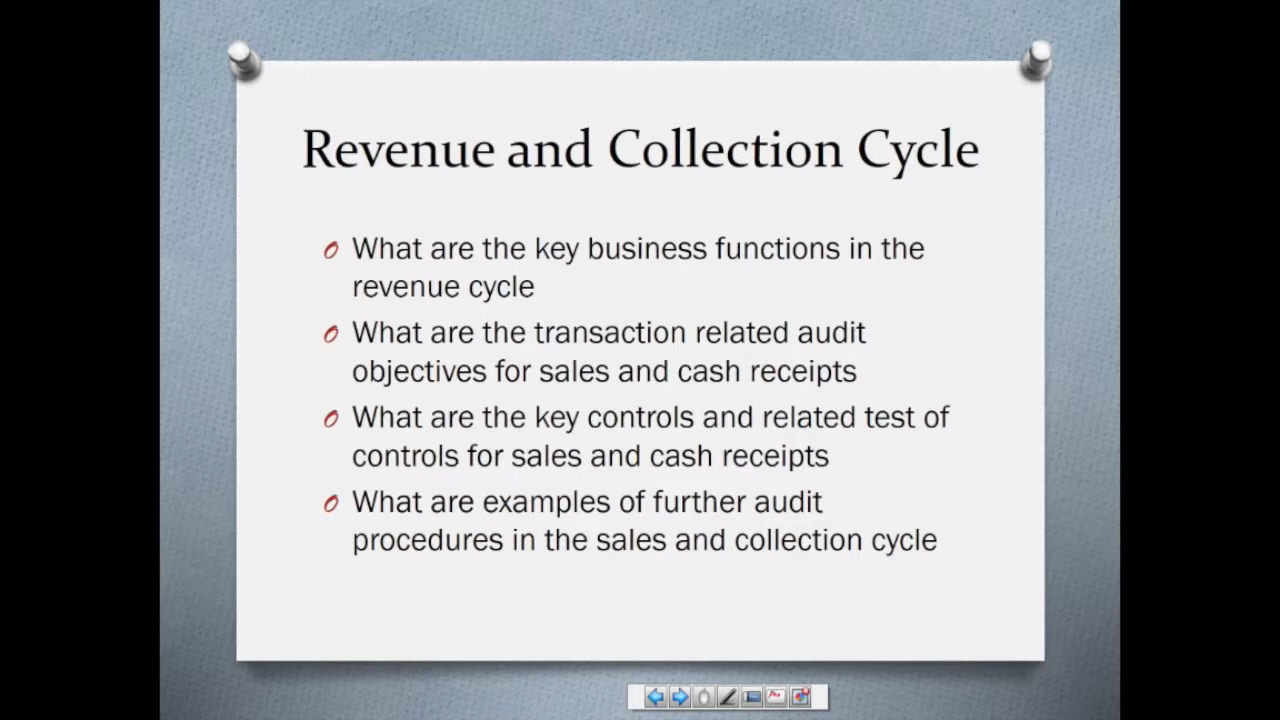 Revenue and Collection Cycle
What are the key business functions in the
revenue cycle
What are the transaction related audit
objectives for sales and cash receipts
What are the key controls and related test of
controls for sales and cash receipts
What are examples of further audit
procedures in the sales and collection cycle